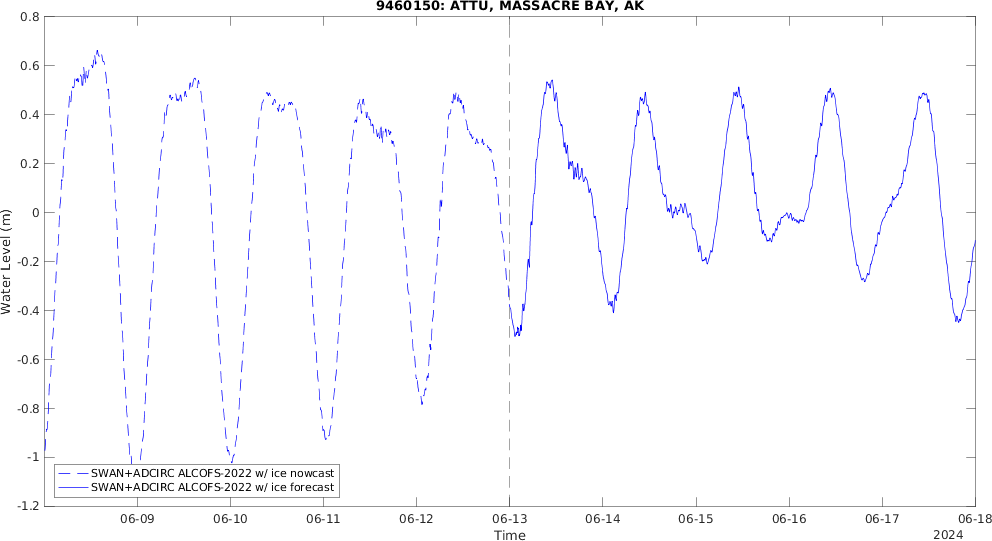 9460150: ATTU, MASSACRE BAY, AK
0.8
0.6
0.4
0.2
0
-0.2
-0.4
-0.6
-0.8
-1
-1.2
Water Level (m)
SWAN+ADCIRC ALCOFS-2022 w/ ice nowcast
SWAN+ADCIRC ALCOFS-2022 w/ ice forecast
06-09 06-10 06-11 06-12 06-13 06-14 06-15 06-16 06-17 06-18
Time
2024